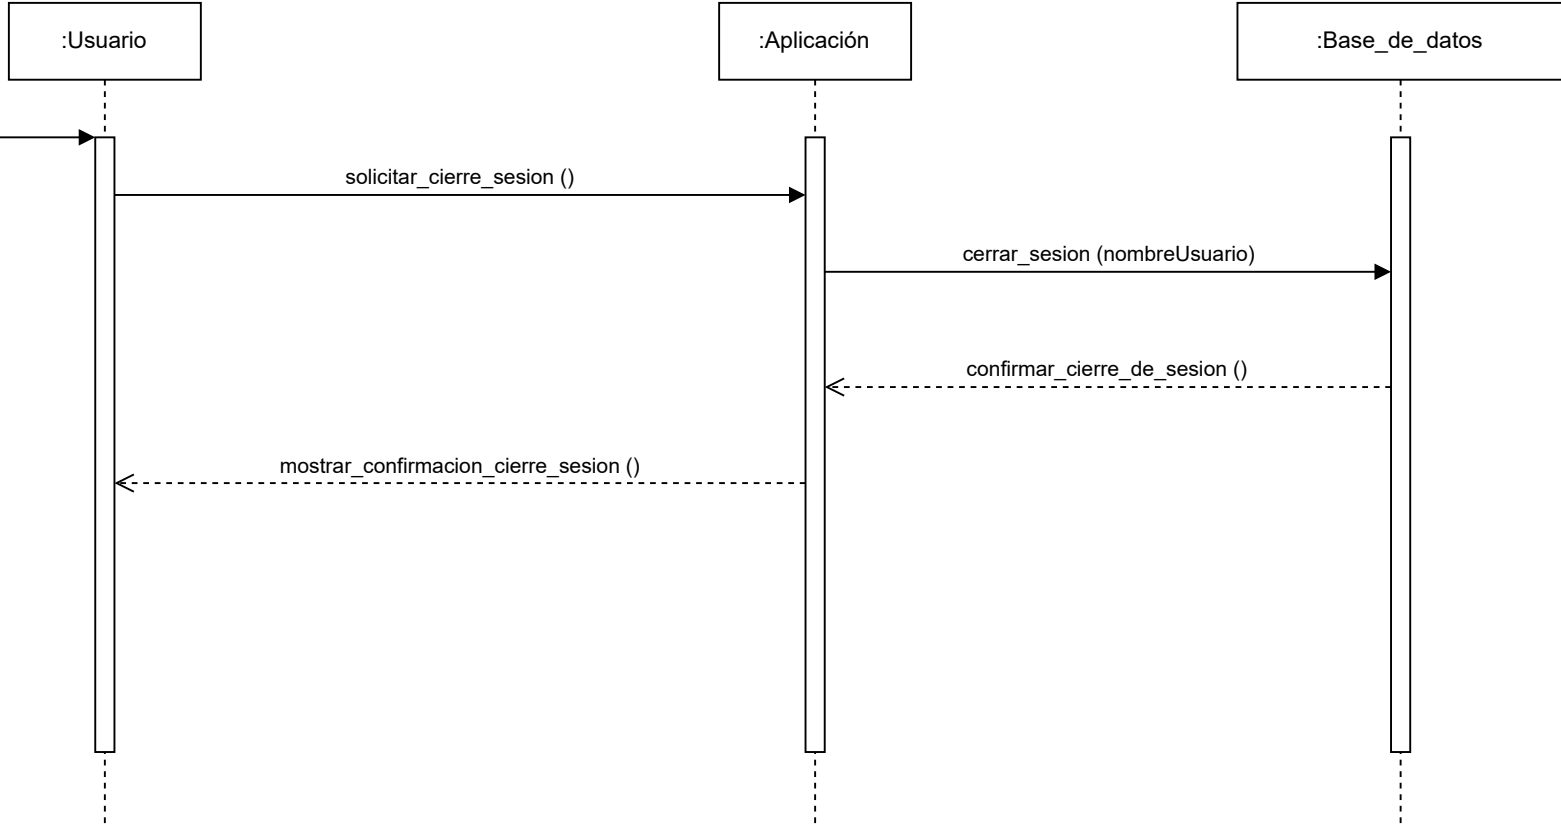 :Usuario
:Aplicación
:Base_de_datos
solicitar_cierre_sesion ()
cerrar_sesion (nombreUsuario)
confirmar_cierre_de_sesion ()
mostrar_confirmacion_cierre_sesion ()